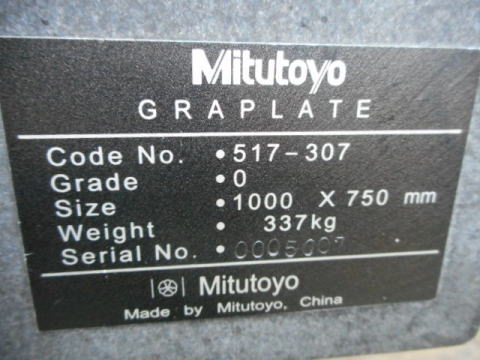 Mitutoyo
GRAPLATE
Code No. • 517-307
Grade • 0
Size • 1000 X 750 mm
Weight • 337kg
Serial No. •
Mitutoyo
Made by Mitutoyo, China